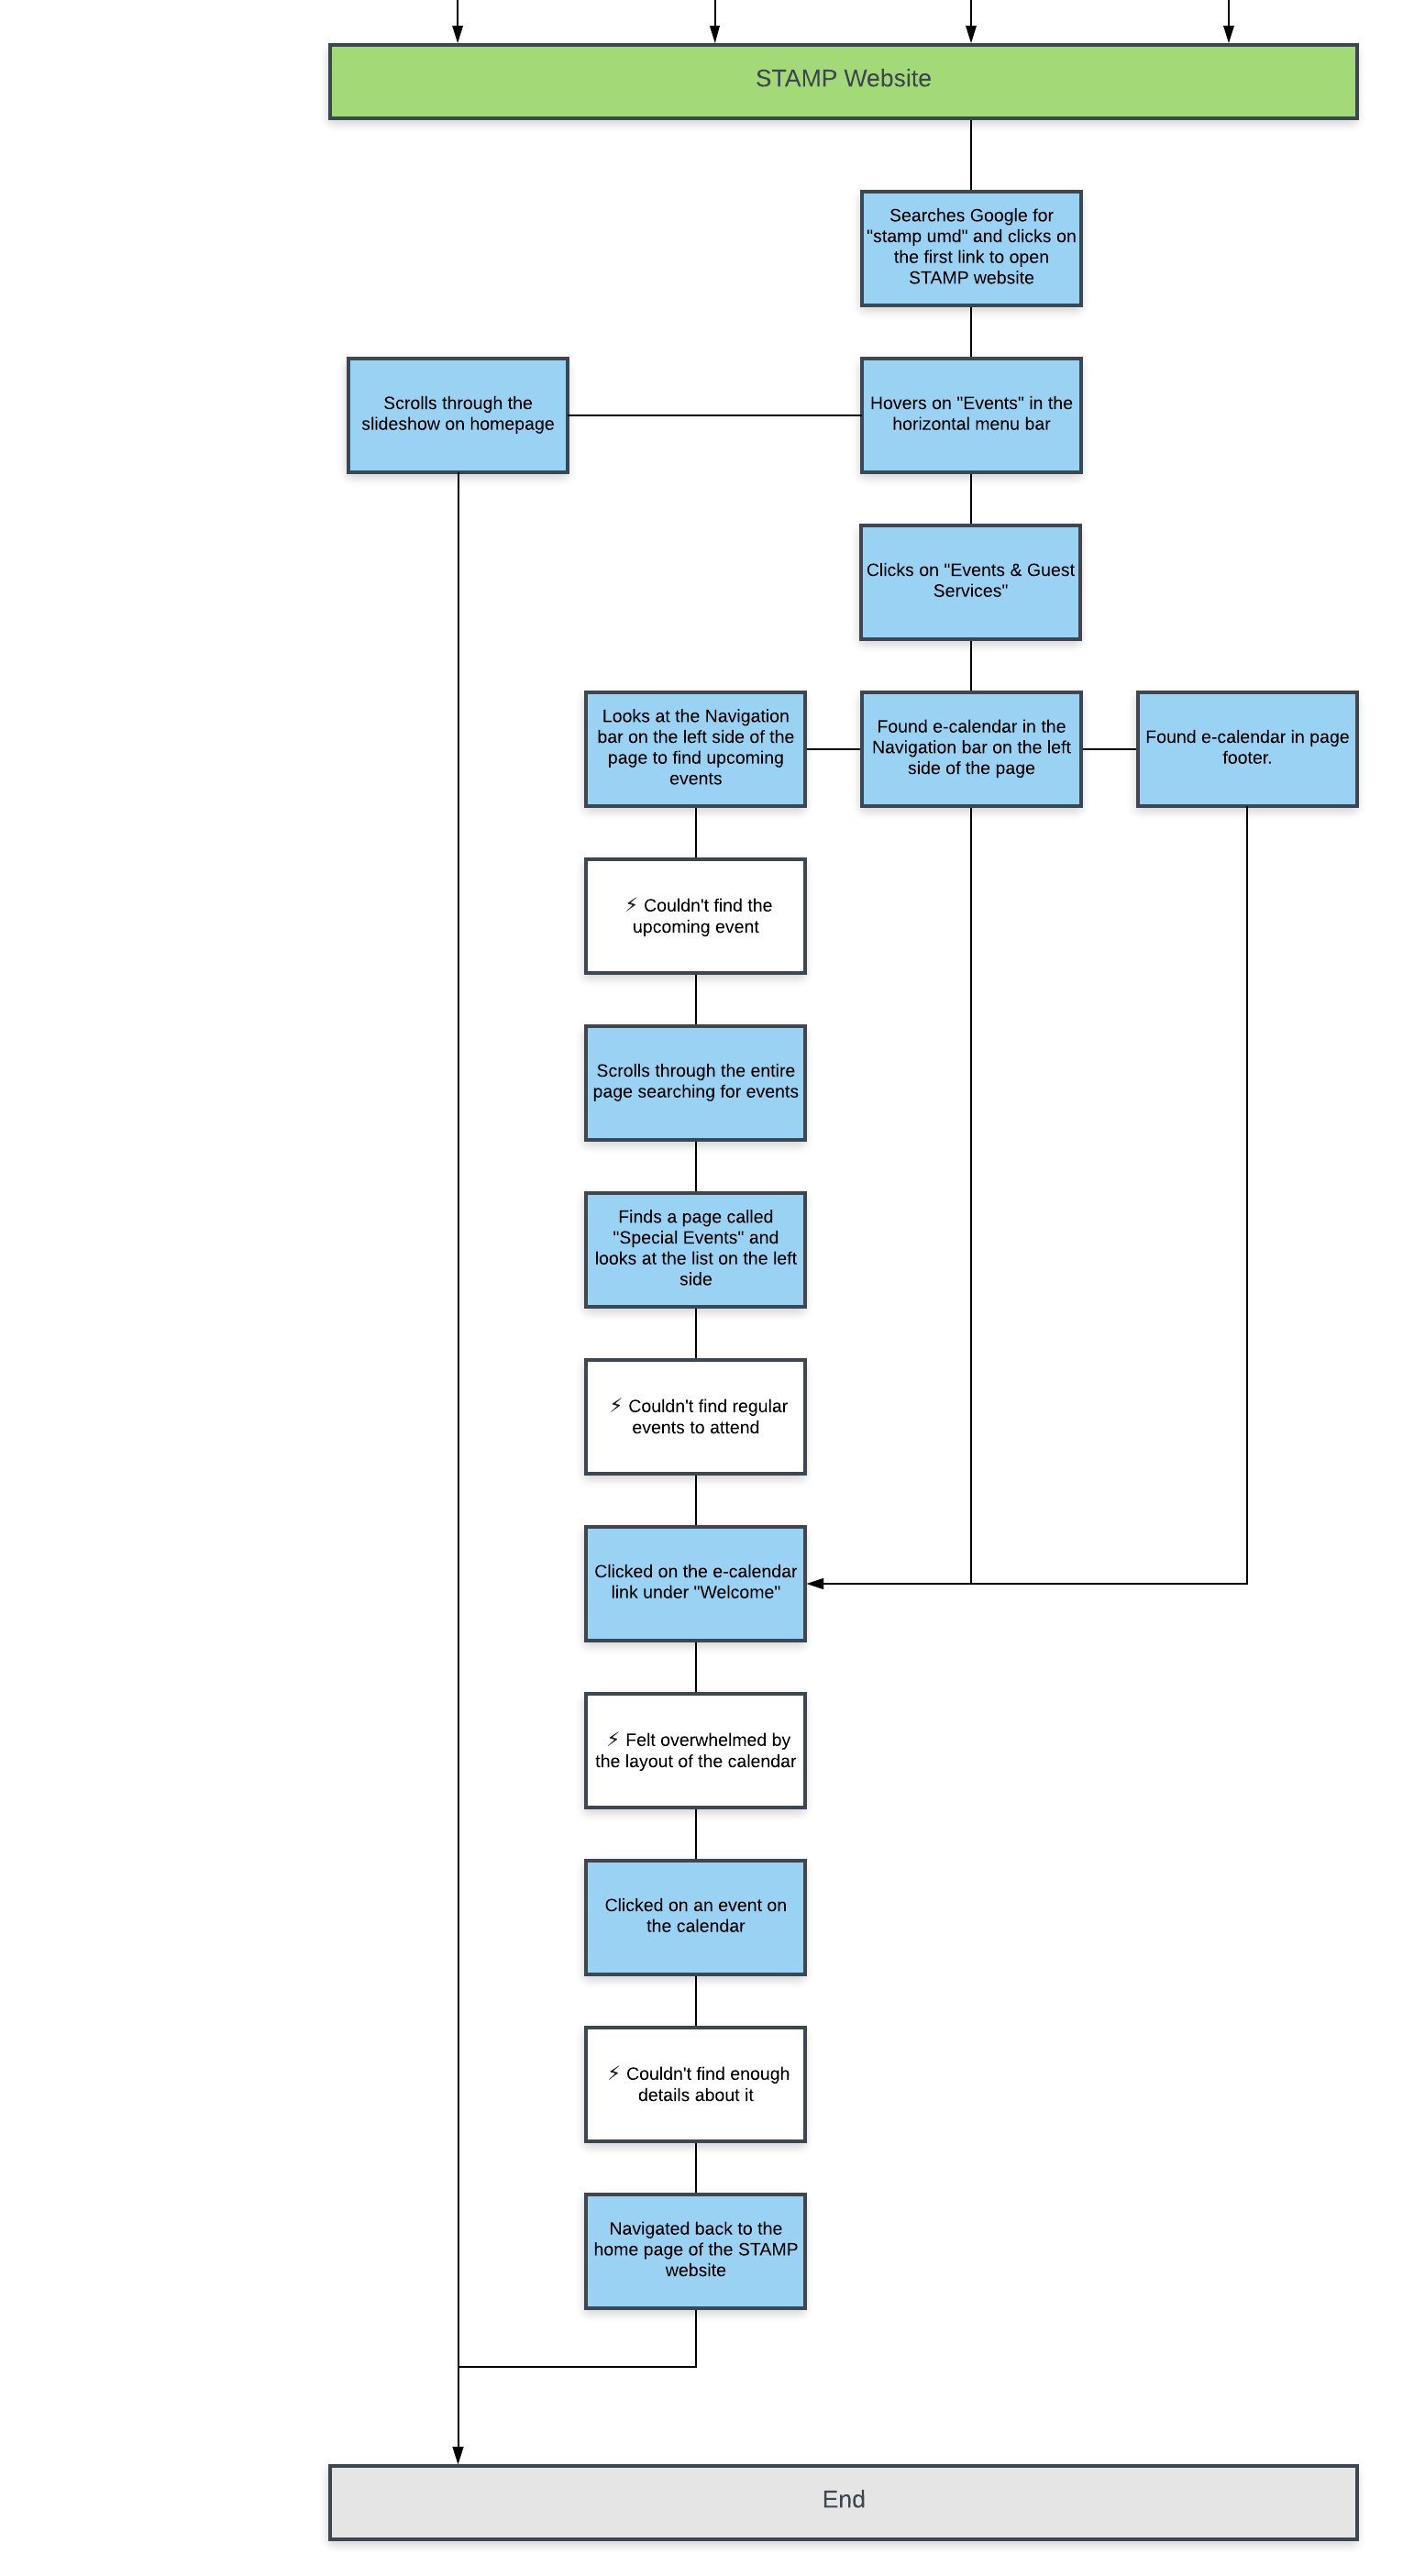 STAMP Website
Searches Google for
"stamp umd" and clicks on
the first link to open
STAMP website
Scrolls through the
slideshow on homepage
Hovers on "Events" in the
horizontal menu bar
Clicks on "Events & Guest
Services"
Looks at the Navigation
bar on the left side of the
page to find upcoming
events
Found e-calendar in the
Navigation bar on the left
side of the page
Found e-calendar in page
footer.
⚡ Couldn't find the
upcoming event
Scrolls through the entire
page searching for events
Finds a page called
"Special Events" and
looks at the list on the left
side
⚡ Couldn't find regular
events to attend
Clicked on the e-calendar
link under "Welcome"
⚡ Felt overwhelmed by
the layout of the calendar
Clicked on an event on
the calendar
⚡ Couldn't find enough
details about it
Navigated back to the
home page of the STAMP
website
End